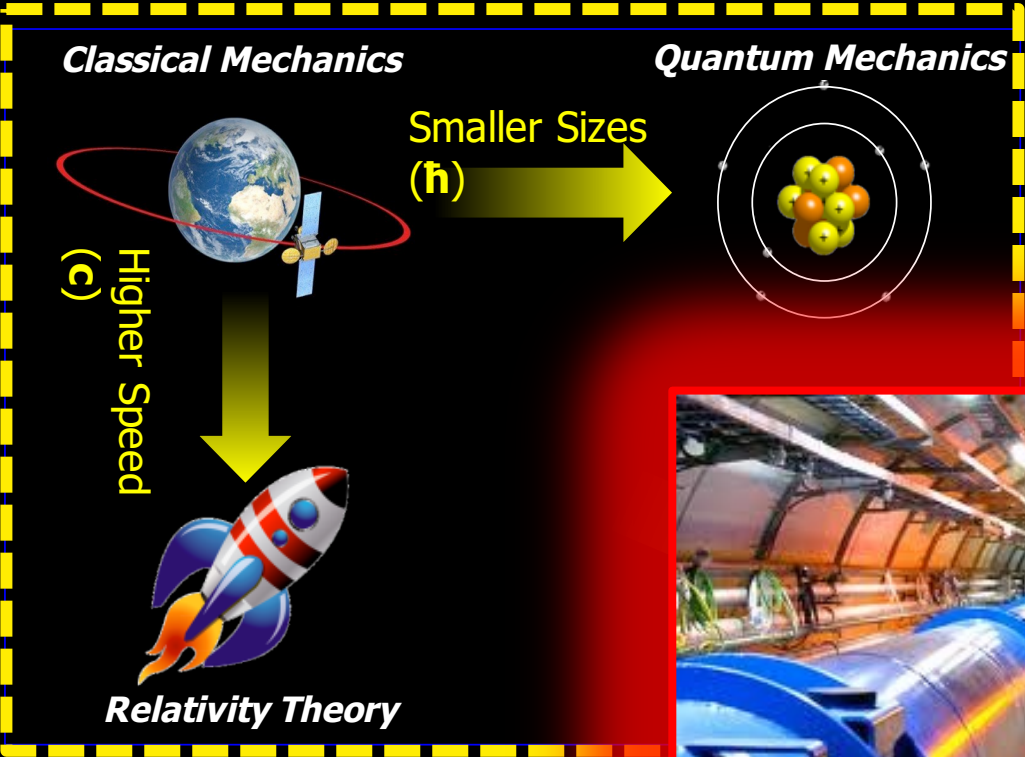 Classical Mechanics
Quantum Mechanics
Smaller Sizes
(ħ)
Higher Speed
(c)
+
+
+
+
+
+
Relativity Theory